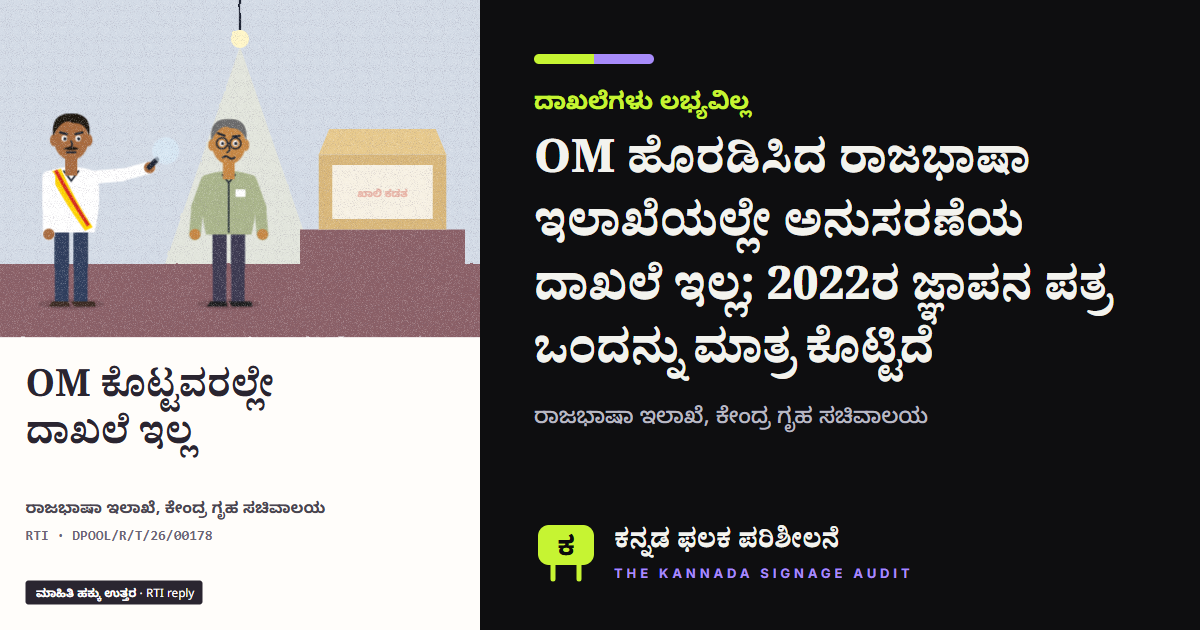 ಖಾಲಿ ಕಡತ
OM ಕೊಟ್ಟವರಲ್ಲೇ
ದಾಖಲೆ ಇಲ್ಲ
ರಾಜಭಾಷಾ ಇಲಾಖೆ, ಕೇಂದ್ರ ಗೃಹ ಸಚಿವಾಲಯ
RTI · DPOOL/R/T/26/00178
ಮಾಹಿತಿ ಹಕ್ಕು ಉತ್ತರ · RTI reply
ದಾಖಲೆಗಳು ಲಭ್ಯವಿಲ್ಲ
OM ಹೊರಡಿಸಿದ ರಾಜಭಾಷಾ
ಇಲಾಖೆಯಲ್ಲೇ ಅನುಸರಣೆಯ
ದಾಖಲೆ ಇಲ್ಲ; 2022ರ ಜ್ಞಾಪನ ಪತ್ರ
ಒಂದನ್ನು ಮಾತ್ರ ಕೊಟ್ಟಿದೆ
ರಾಜಭಾಷಾ ಇಲಾಖೆ, ಕೇಂದ್ರ ಗೃಹ ಸಚಿವಾಲಯ
ಕ
ಕನ್ನಡ ಫಲಕ ಪರಿಶೀಲನೆ
THE KANNADA SIGNAGE AUDIT